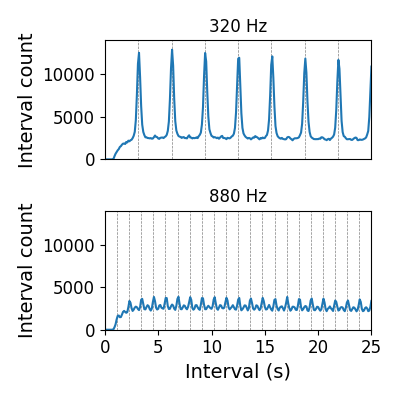 320 Hz
Interval count
10000
5000
0
880 Hz
Interval count
10000
5000
0
0 5 10 15 20 25
Interval (s)